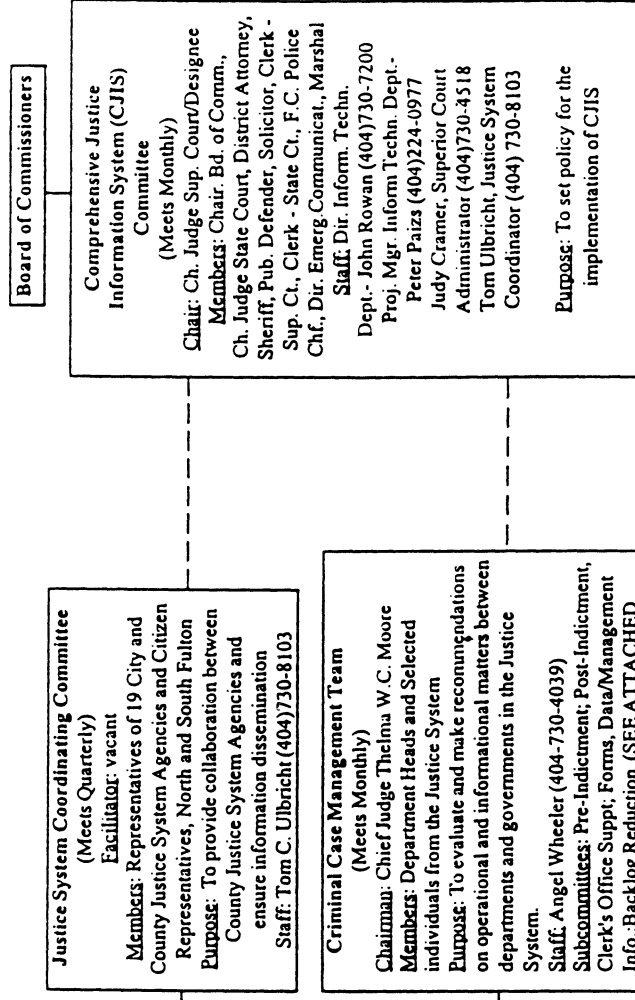 Board of Commissioners
Comprehensive Justice
Information System (CJIS)
Committee
(Meets Monthly)
Chair: Ch. Judge Sup. Court/Designee
Members: Chair. Bd. of Comm.,
Ch. Judge State Court, District Attorney,
Sheriff, Pub. Defender, Solicitor, Clerk -
Sup. Ct., Clerk - State Ct., F.C. Police
Chf., Dir. Emerg.Communicat., Marshal
Staff: Dir. Inform. Techn.
Dept.- John Rowan (404)730-7200
Proj. Mgr. Inform Techn. Dept.-
Peter Paizs (404)224-0977
Judy Cramer, Superior Court
Administrator (404)730-4518
Tom Ulbricht, Justice System
Coordinator (404) 730-8103
Purpose: To set policy for the
implementation of CJIS
Justice System Coordinating Committee
(Meets Quarterly)
Facilitator: vacant
Members: Representatives of 19 City and
County Justice System Agencies and Citizen
Representatives, North and South Fulton
Purpose: To provide collaboration between
County Justice System Agencies and
ensure information dissemination
Staff: Tom C. Ulbricht (404)730-8103
Criminal Case Management Team
(Meets Monthly)
Chairman: Chief Judge Thelma W.C. Moore
Members: Department Heads and Selected
individuals from the Justice System
Purpose: To evaluate and make recommendations
on operational and informational matters between
departments and governments in the Justice
System.
Staff: Angel Wheeler (404-730-4039)
Subcommittees: Pre-Indictment; Post-Indictment,
Clerk's Office Suppt; Forms, Data/Management
Info.;Backlog Reduction (SEE ATTACHED